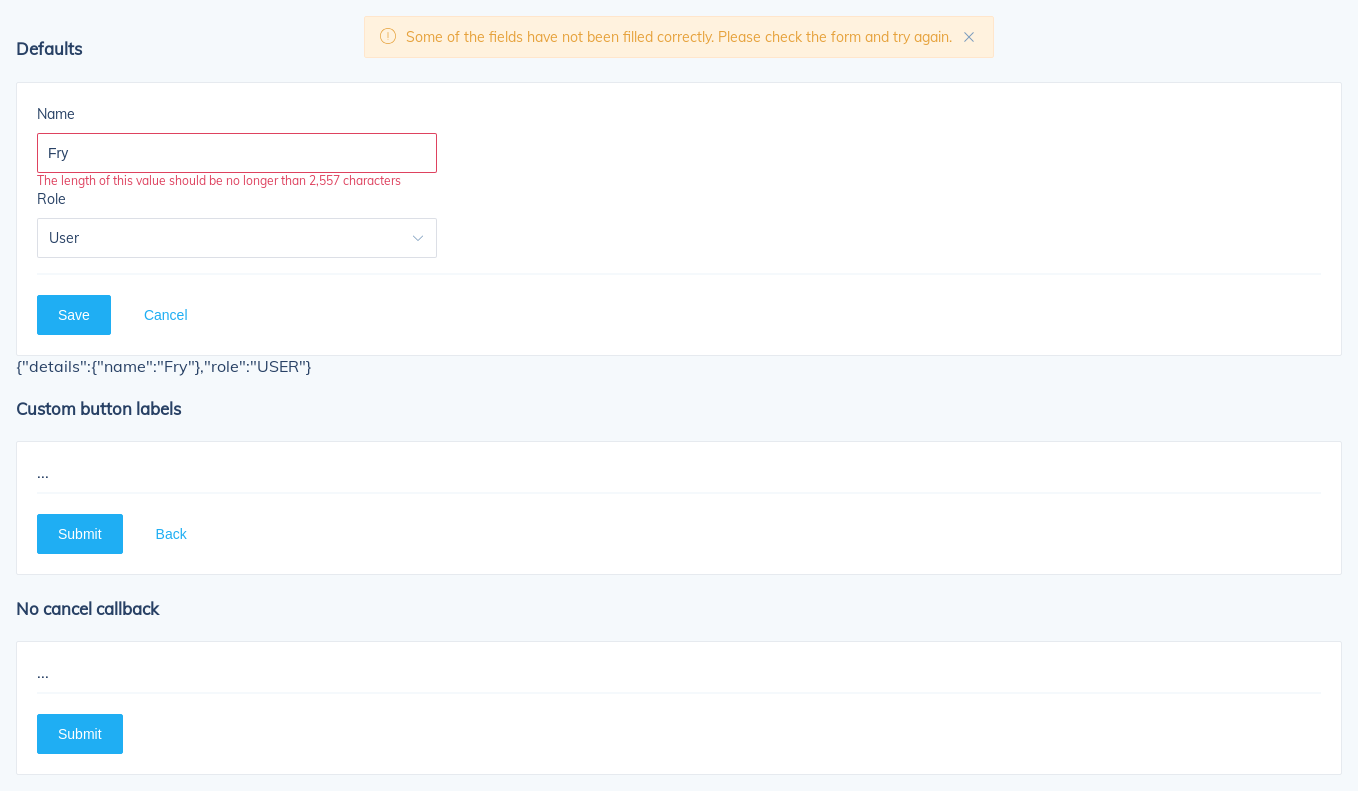 Some of the fields have not been filled correctly. Please check the form and try again.
Defaults
Name
Fry
The length of this value should be no longer than 2,557 characters
Role
User
Save Cancel
{"details":{"name":"Fry"},"role":"USER"}
Custom button labels
...
Submit Back
No cancel callback
...
Submit